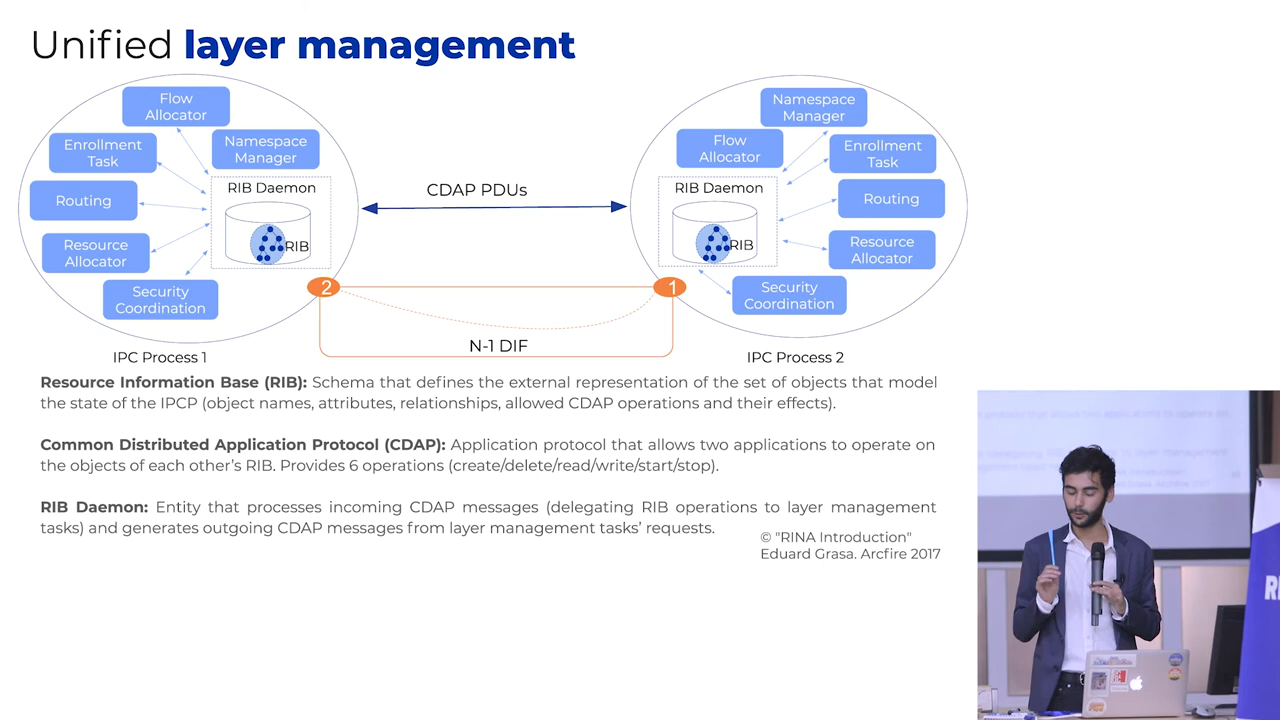 Unified layer management
Flow
Allocator
Enrollment
Task
Namespace
Manager
Routing
RIB Daemon
RIB
Resource
Allocator
Security
Coordination
CDAP PDUs
2
1
N-1 DIF
Namespace
Manager
Flow
Allocator
Enrollment
Task
RIB Daemon
RIB
Routing
Resource
Allocator
Security
Coordination
IPC Process 1
IPC Process 2
Resource Information Base (RIB): Schema that defines the external representation of the set of objects that model
the state of the IPCP (object names, attributes, relationships, allowed CDAP operations and their effects).
Common Distributed Application Protocol (CDAP): Application protocol that allows two applications to operate on
the objects of each other's RIB. Provides 6 operations (create/delete/read/write/start/stop).
RIB Daemon: Entity that processes incoming CDAP messages (delegating RIB operations to layer management
tasks) and generates outgoing CDAP messages from layer management tasks' requests.
© "RINA Introduction"
Eduard Grasa. Arcfire 2017